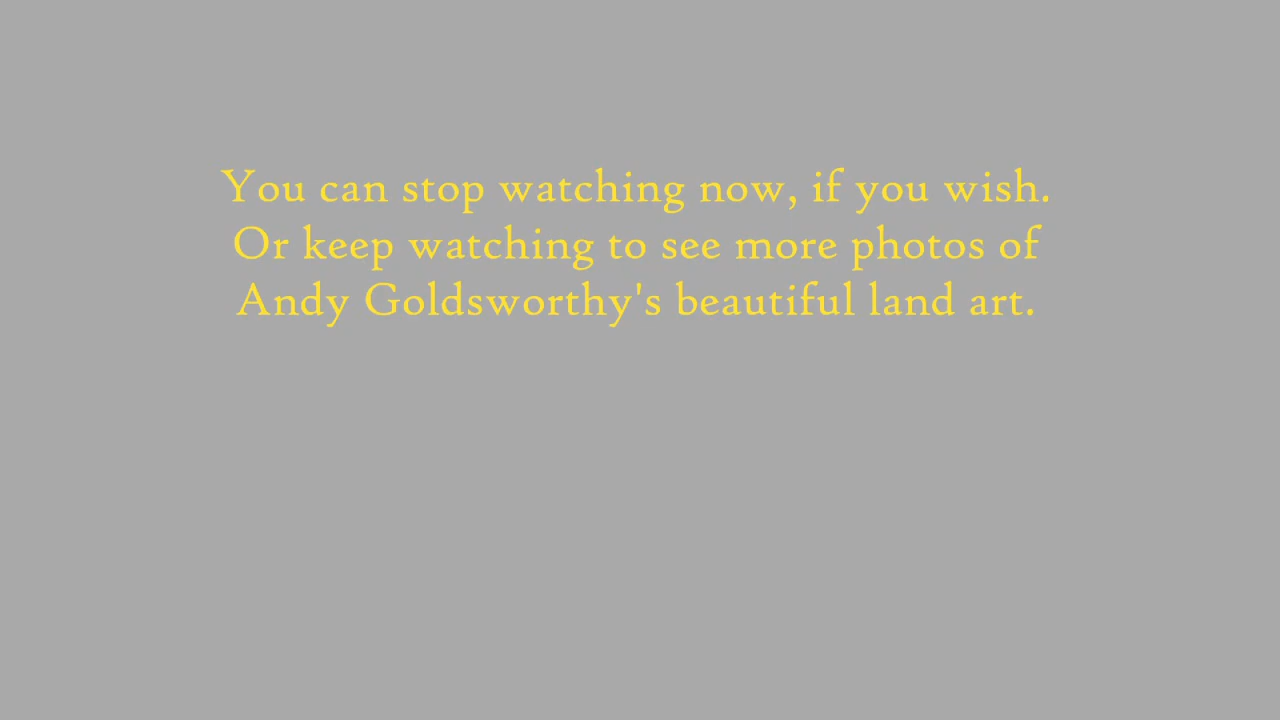 You can stop watching now, if you wish.
Or keep watching to see more photos of
Andy Goldsworthy's beautiful land art.